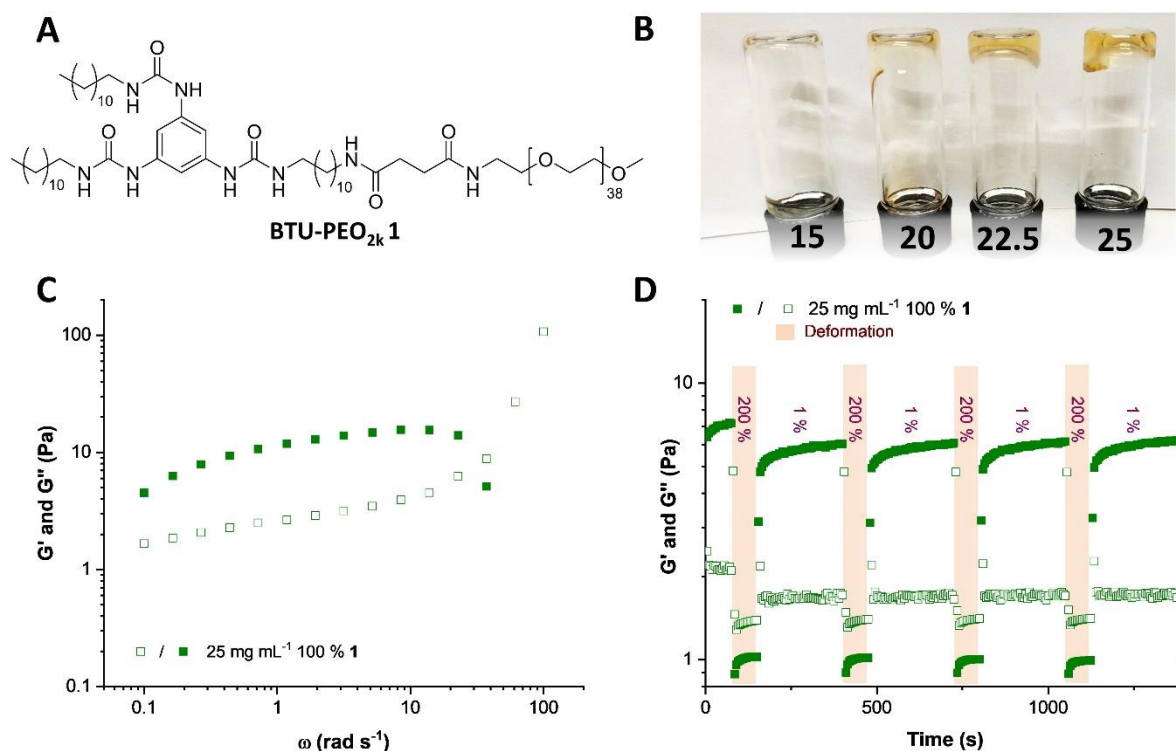 A
O
N
H
N
H
10
O
O
O
H
N
O
N
H
N
H
N
H
N
H
10
10
N
H
O
N
H
O
O
38
BTU-PEO2k 1
B
15 20 22.5 25
C
G' and G'' (Pa)
100
10
1
0.1
0.1 1 10 100
ω (rad s⁻¹)
/ 25 mg mL⁻¹ 100 % 1
D
G' and G'' (Pa)
10
1
/ 25 mg mL⁻¹ 100 % 1
Deformation
200 % 1 % 200 % 1 % 200 % 1 % 200 % 1 %
0 500 1000
Time (s)